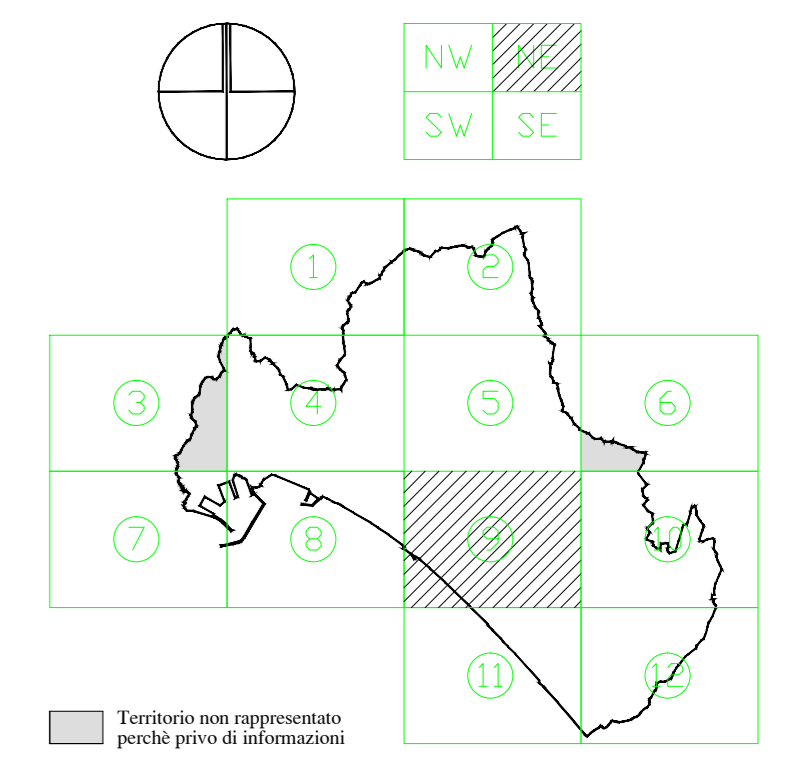 NW NE
SW SE
1 2
3 4 5 6
7 8 9 10
11 12
Territorio non rappresentato
perchè privo di informazioni